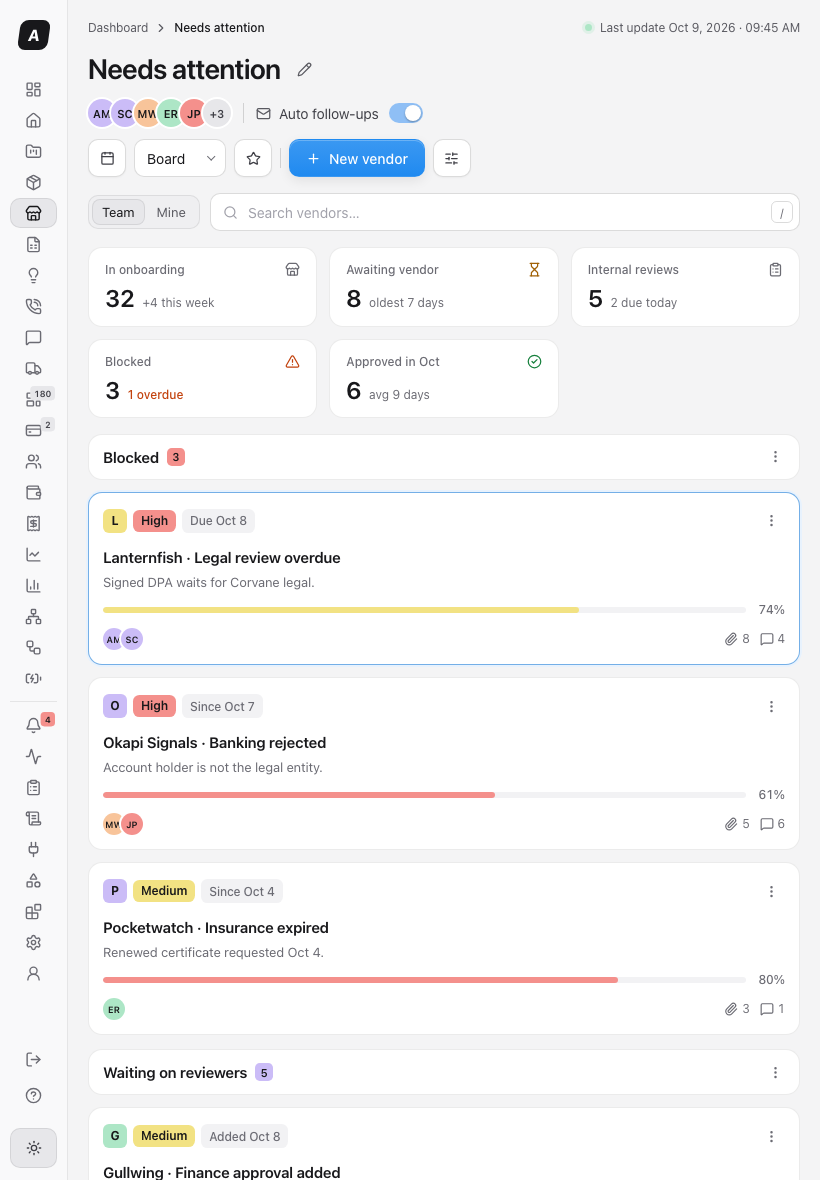 A
Dashboard > Needs attention
Last update Oct 9, 2026 · 09:45 AM
Needs attention
AM SC MW ER JP +3
Auto follow-ups
Board
+ New vendor
Team Mine
Search vendors...
/
In onboarding
32 +4 this week
Awaiting vendor
8 oldest 7 days
Internal reviews
5 2 due today
Blocked
3 1 overdue
Approved in Oct
6 avg 9 days
180
2
4
Blocked 3
L High Due Oct 8
Lanternfish · Legal review overdue
Signed DPA waits for Corvane legal.
74%
AM SC
8 4
O High Since Oct 7
Okapi Signals · Banking rejected
Account holder is not the legal entity.
61%
MW JP
5 6
P Medium Since Oct 4
Pocketwatch · Insurance expired
Renewed certificate requested Oct 4.
80%
ER
3 1
Waiting on reviewers 5
G Medium Added Oct 8
Gullwing · Finance approval added